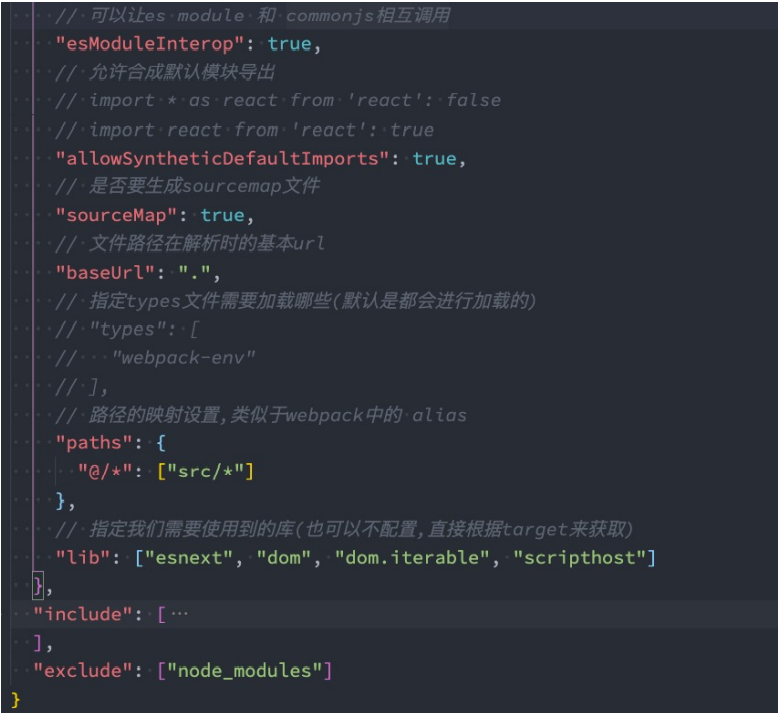 // 可以让es module 和 commonjs相互调用
"esModuleInterop": true,
// 允许合成默认模块导出
// import * as react from 'react': false
// import react from 'react': true
"allowSyntheticDefaultImports": true,
// 是否要生成sourcemap文件
"sourceMap": true,
// 文件路径在解析时的基本url
"baseUrl": ".",
// 指定types文件需要加载哪些(默认是都会进行加载的)
// "types": [
//   "webpack-env"
// ],
// 路径的映射设置,类似于webpack中的 alias
"paths": {
"@/*": ["src/*"]
},
// 指定我们需要使用到的库(也可以不配置,直接根据target来获取)
"lib": ["esnext", "dom", "dom.iterable", "scripthost"]
},
"include": [ ···
],
"exclude": ["node_modules"]
}